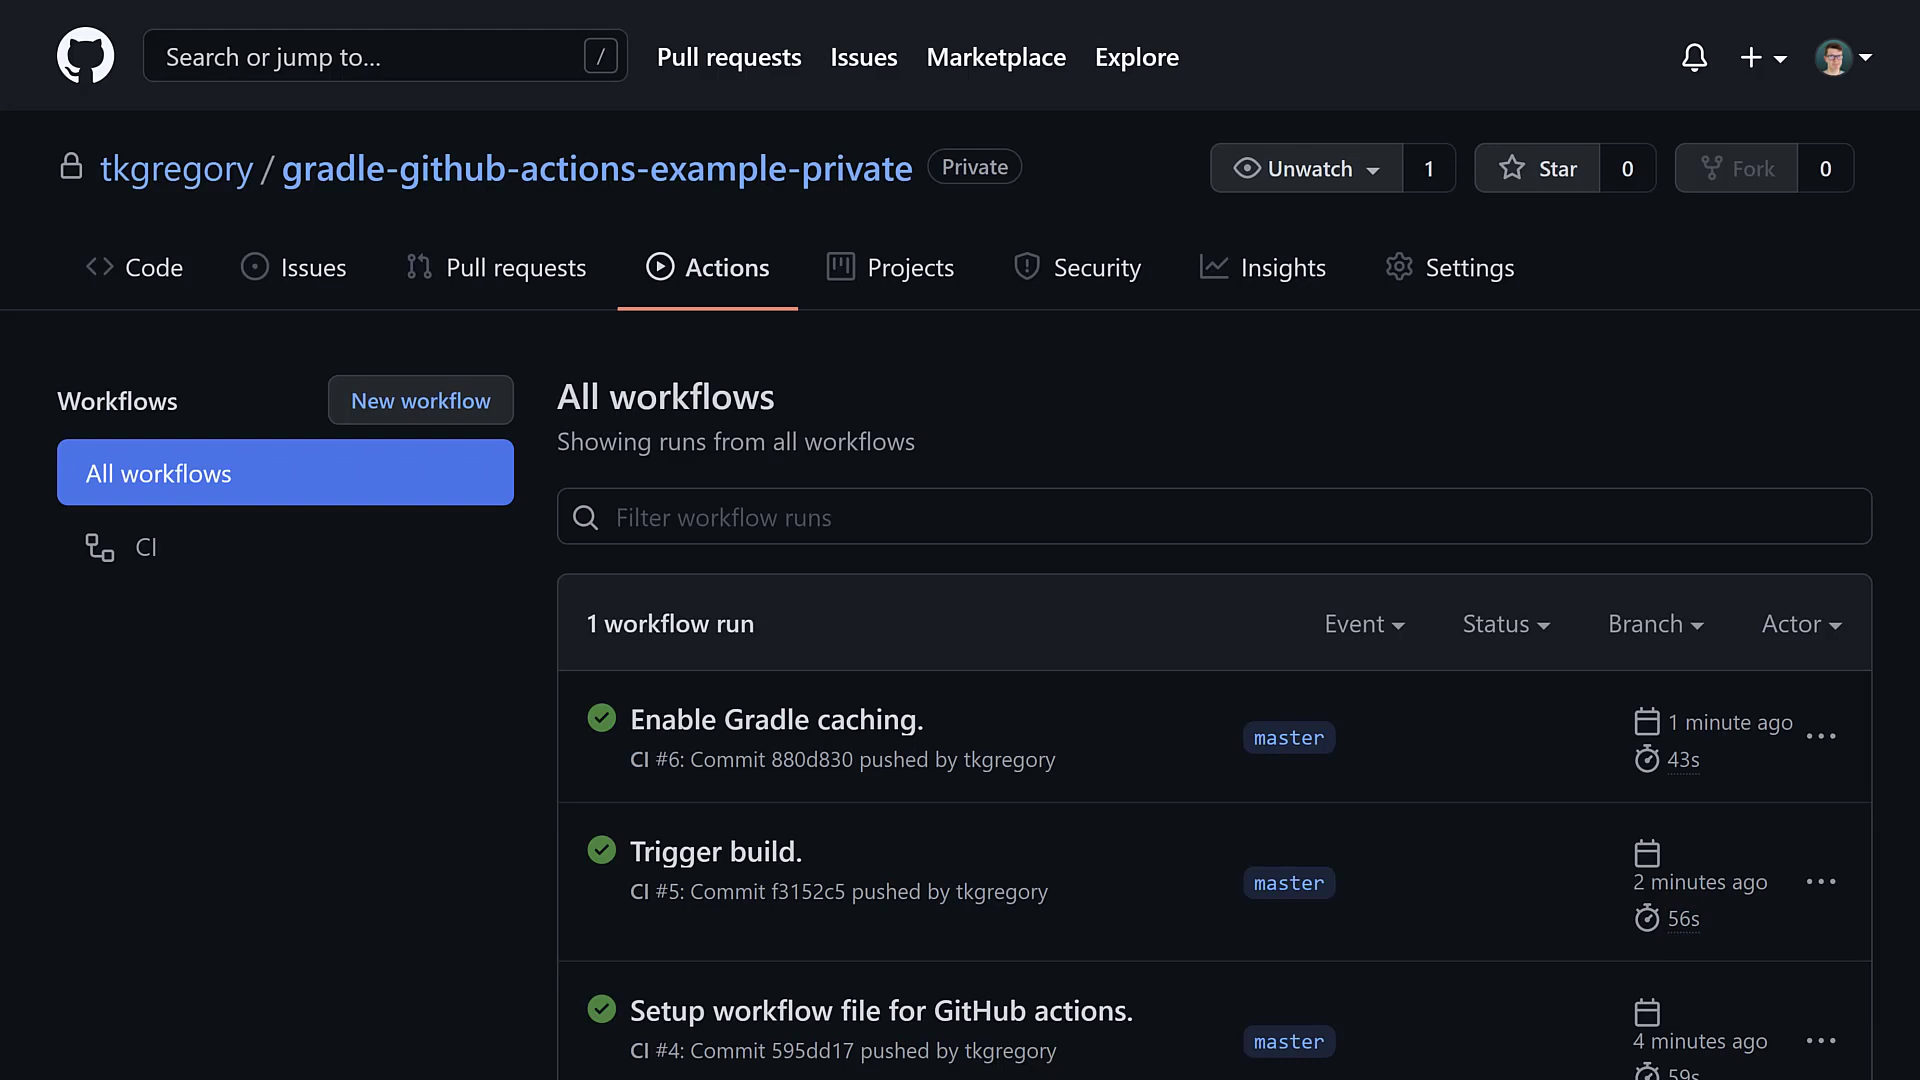 Search or jump to...
/
Pull requests
Issues
Marketplace
Explore
tkgregory / gradle-github-actions-example-private
Private
Unwatch
1
Star
0
Fork
0
Code
Issues
Pull requests
Actions
Projects
Security
Insights
Settings
Workflows
New workflow
All workflows
CI
All workflows
Showing runs from all workflows
Filter workflow runs
1 workflow run
Event
Status
Branch
Actor
Enable Gradle caching.
CI #6: Commit 880d830 pushed by tkgregory
master
1 minute ago
43s
Trigger build.
CI #5: Commit f3152c5 pushed by tkgregory
master
2 minutes ago
56s
Setup workflow file for GitHub actions.
CI #4: Commit 595dd17 pushed by tkgregory
master
4 minutes ago
59s